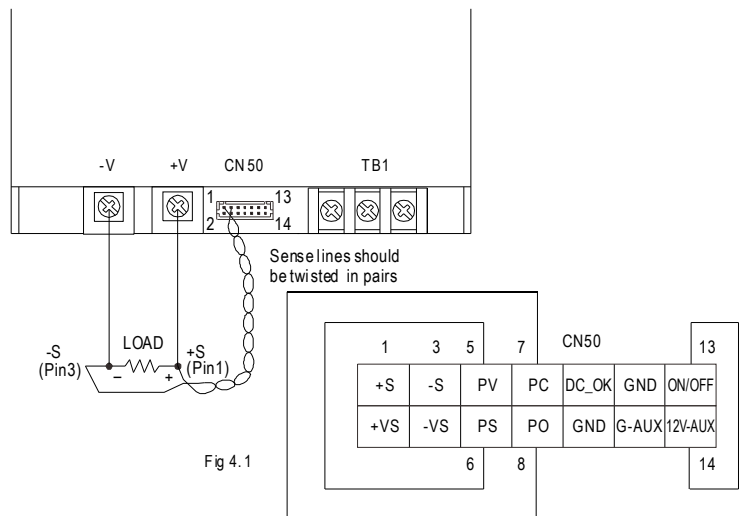 -V +V CN50 TB1
1 13
2 14
Sense lines should
be twisted in pairs
-S LOAD +S
(Pin3) - + (Pin1)
1 3 5 7 CN50 13
+S -S PV PC DC_OK GND ON/OFF
+VS -VS PS PO GND G-AUX 12V-AUX
6 8 14
Fig 4.1